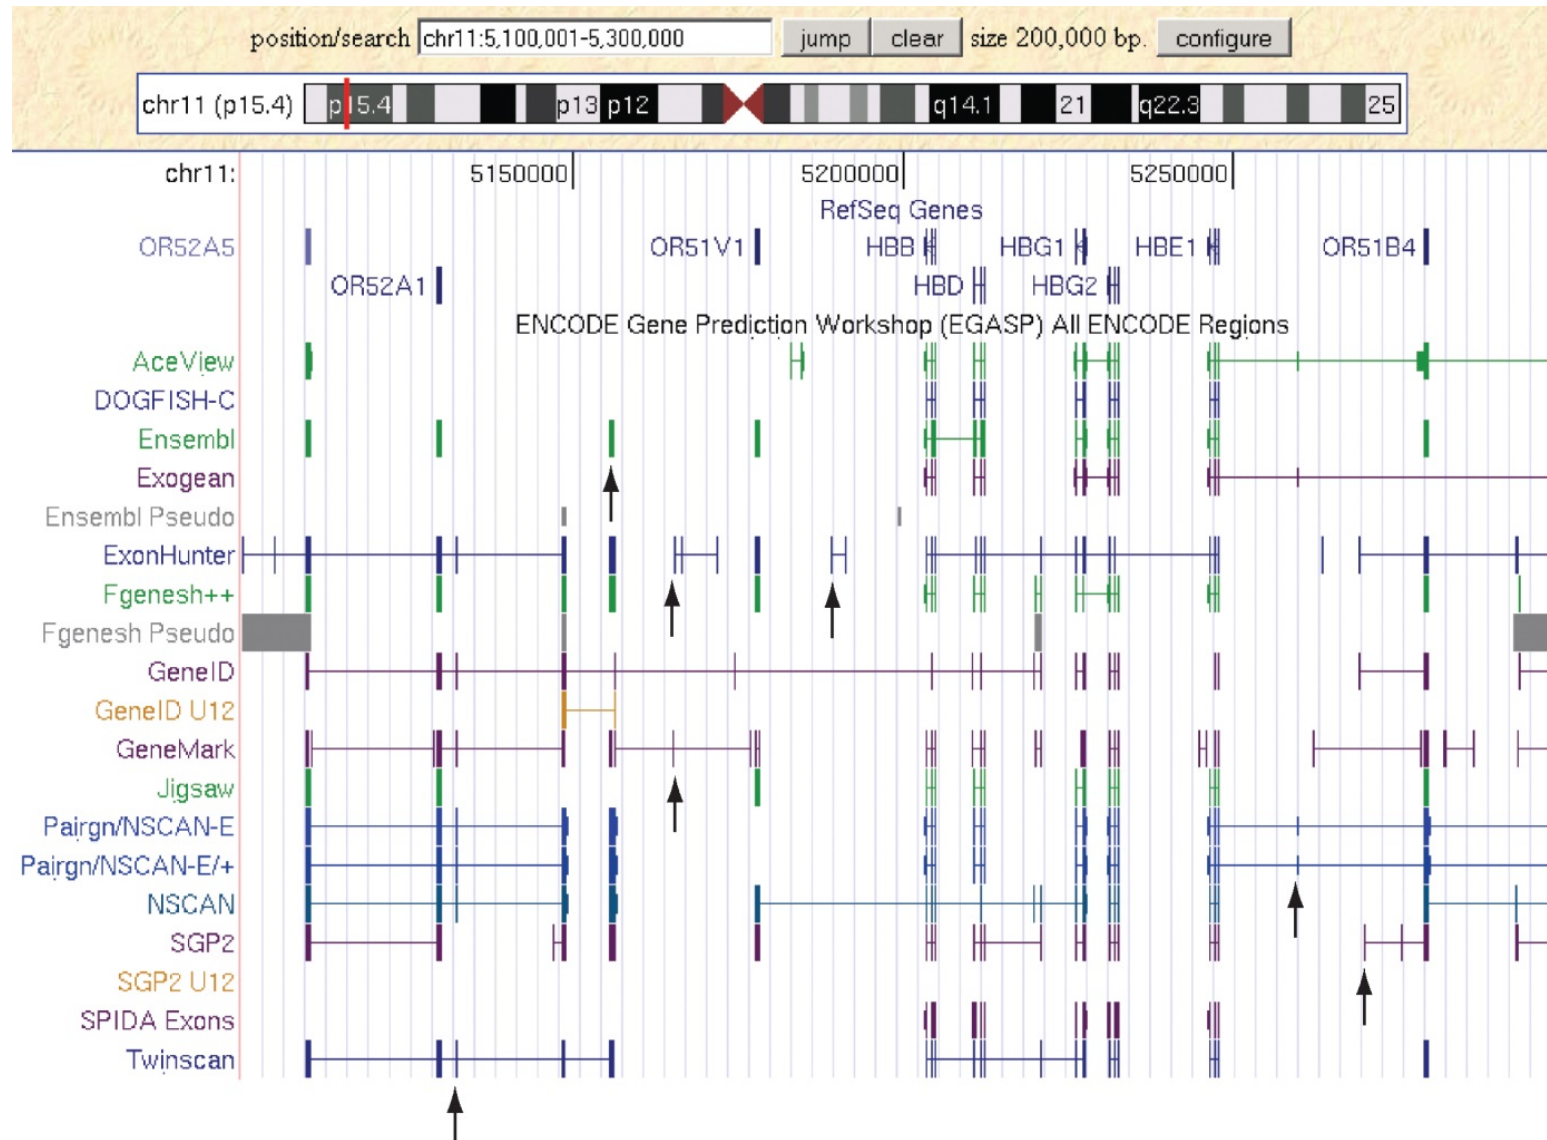 position/search chr11:5,100,001-5,300,000 jump clear size 200,000 bp. configure
chr11 (p15.4) p15.4 p13 p12 q14.1 21 q22.3 25
chr11: 5150000 5200000 5250000
RefSeq Genes
OR52A5 OR51V1 HBB HBG1 HBE1 OR51B4
OR52A1 HBD HBG2
ENCODE Gene Prediction Workshop (EGASP) All ENCODE Regions
AceView
DOGFISH-C
Ensembl
Exogean
Ensembl Pseudo
ExonHunter
Fgenesh++
Fgenesh Pseudo
GeneID
GeneID U12
GeneMark
Jigsaw
Pairgn/NSCAN-E
Pairgn/NSCAN-E/+
NSCAN
SGP2
SGP2 U12
SPIDA Exons
Twinscan